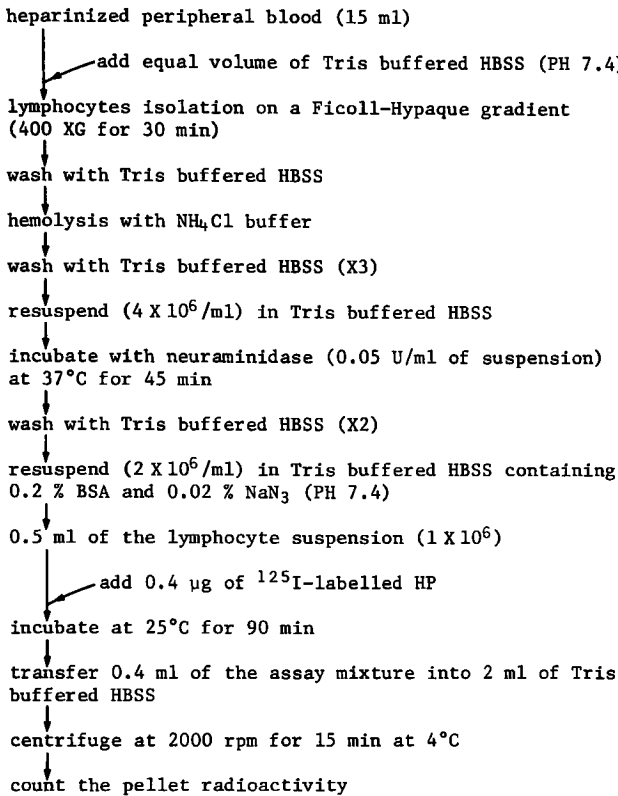 heparinized peripheral blood (15 ml)
add equal volume of Tris buffered HBSS (PH 7.4)
lymphocytes isolation on a Ficoll-Hypaque gradient
(400 XG for 30 min)
wash with Tris buffered HBSS
hemolysis with NH₄Cl buffer
wash with Tris buffered HBSS (X3)
resuspend (4 X 10⁶/ml) in Tris buffered HBSS
incubate with neuraminidase (0.05 U/ml of suspension)
at 37°C for 45 min
wash with Tris buffered HBSS (X2)
resuspend (2 X 10⁶/ml) in Tris buffered HBSS containing
0.2 % BSA and 0.02 % NaN₃ (PH 7.4)
0.5 ml of the lymphocyte suspension (1 X 10⁶)
add 0.4 μg of ¹²⁵I-labelled HP
incubate at 25°C for 90 min
transfer 0.4 ml of the assay mixture into 2 ml of Tris
buffered HBSS
centrifuge at 2000 rpm for 15 min at 4°C
count the pellet radioactivity